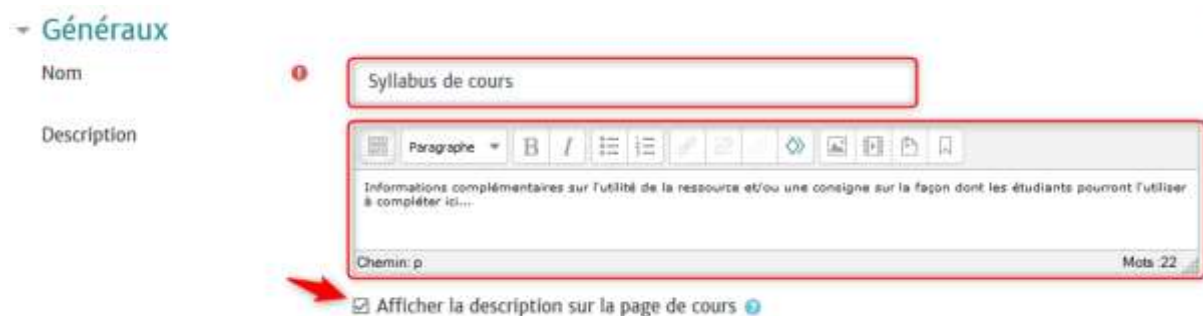 Généraux
Nom
Syllabus de cours
Description
Paragraphe B I
Informations complémentaires sur l'utilité de la ressource et/ou une consigne sur la façon dont les étudiants pourront l'utiliser
à compléter ici...
Chemin: p Mots :22
Afficher la description sur la page de cours